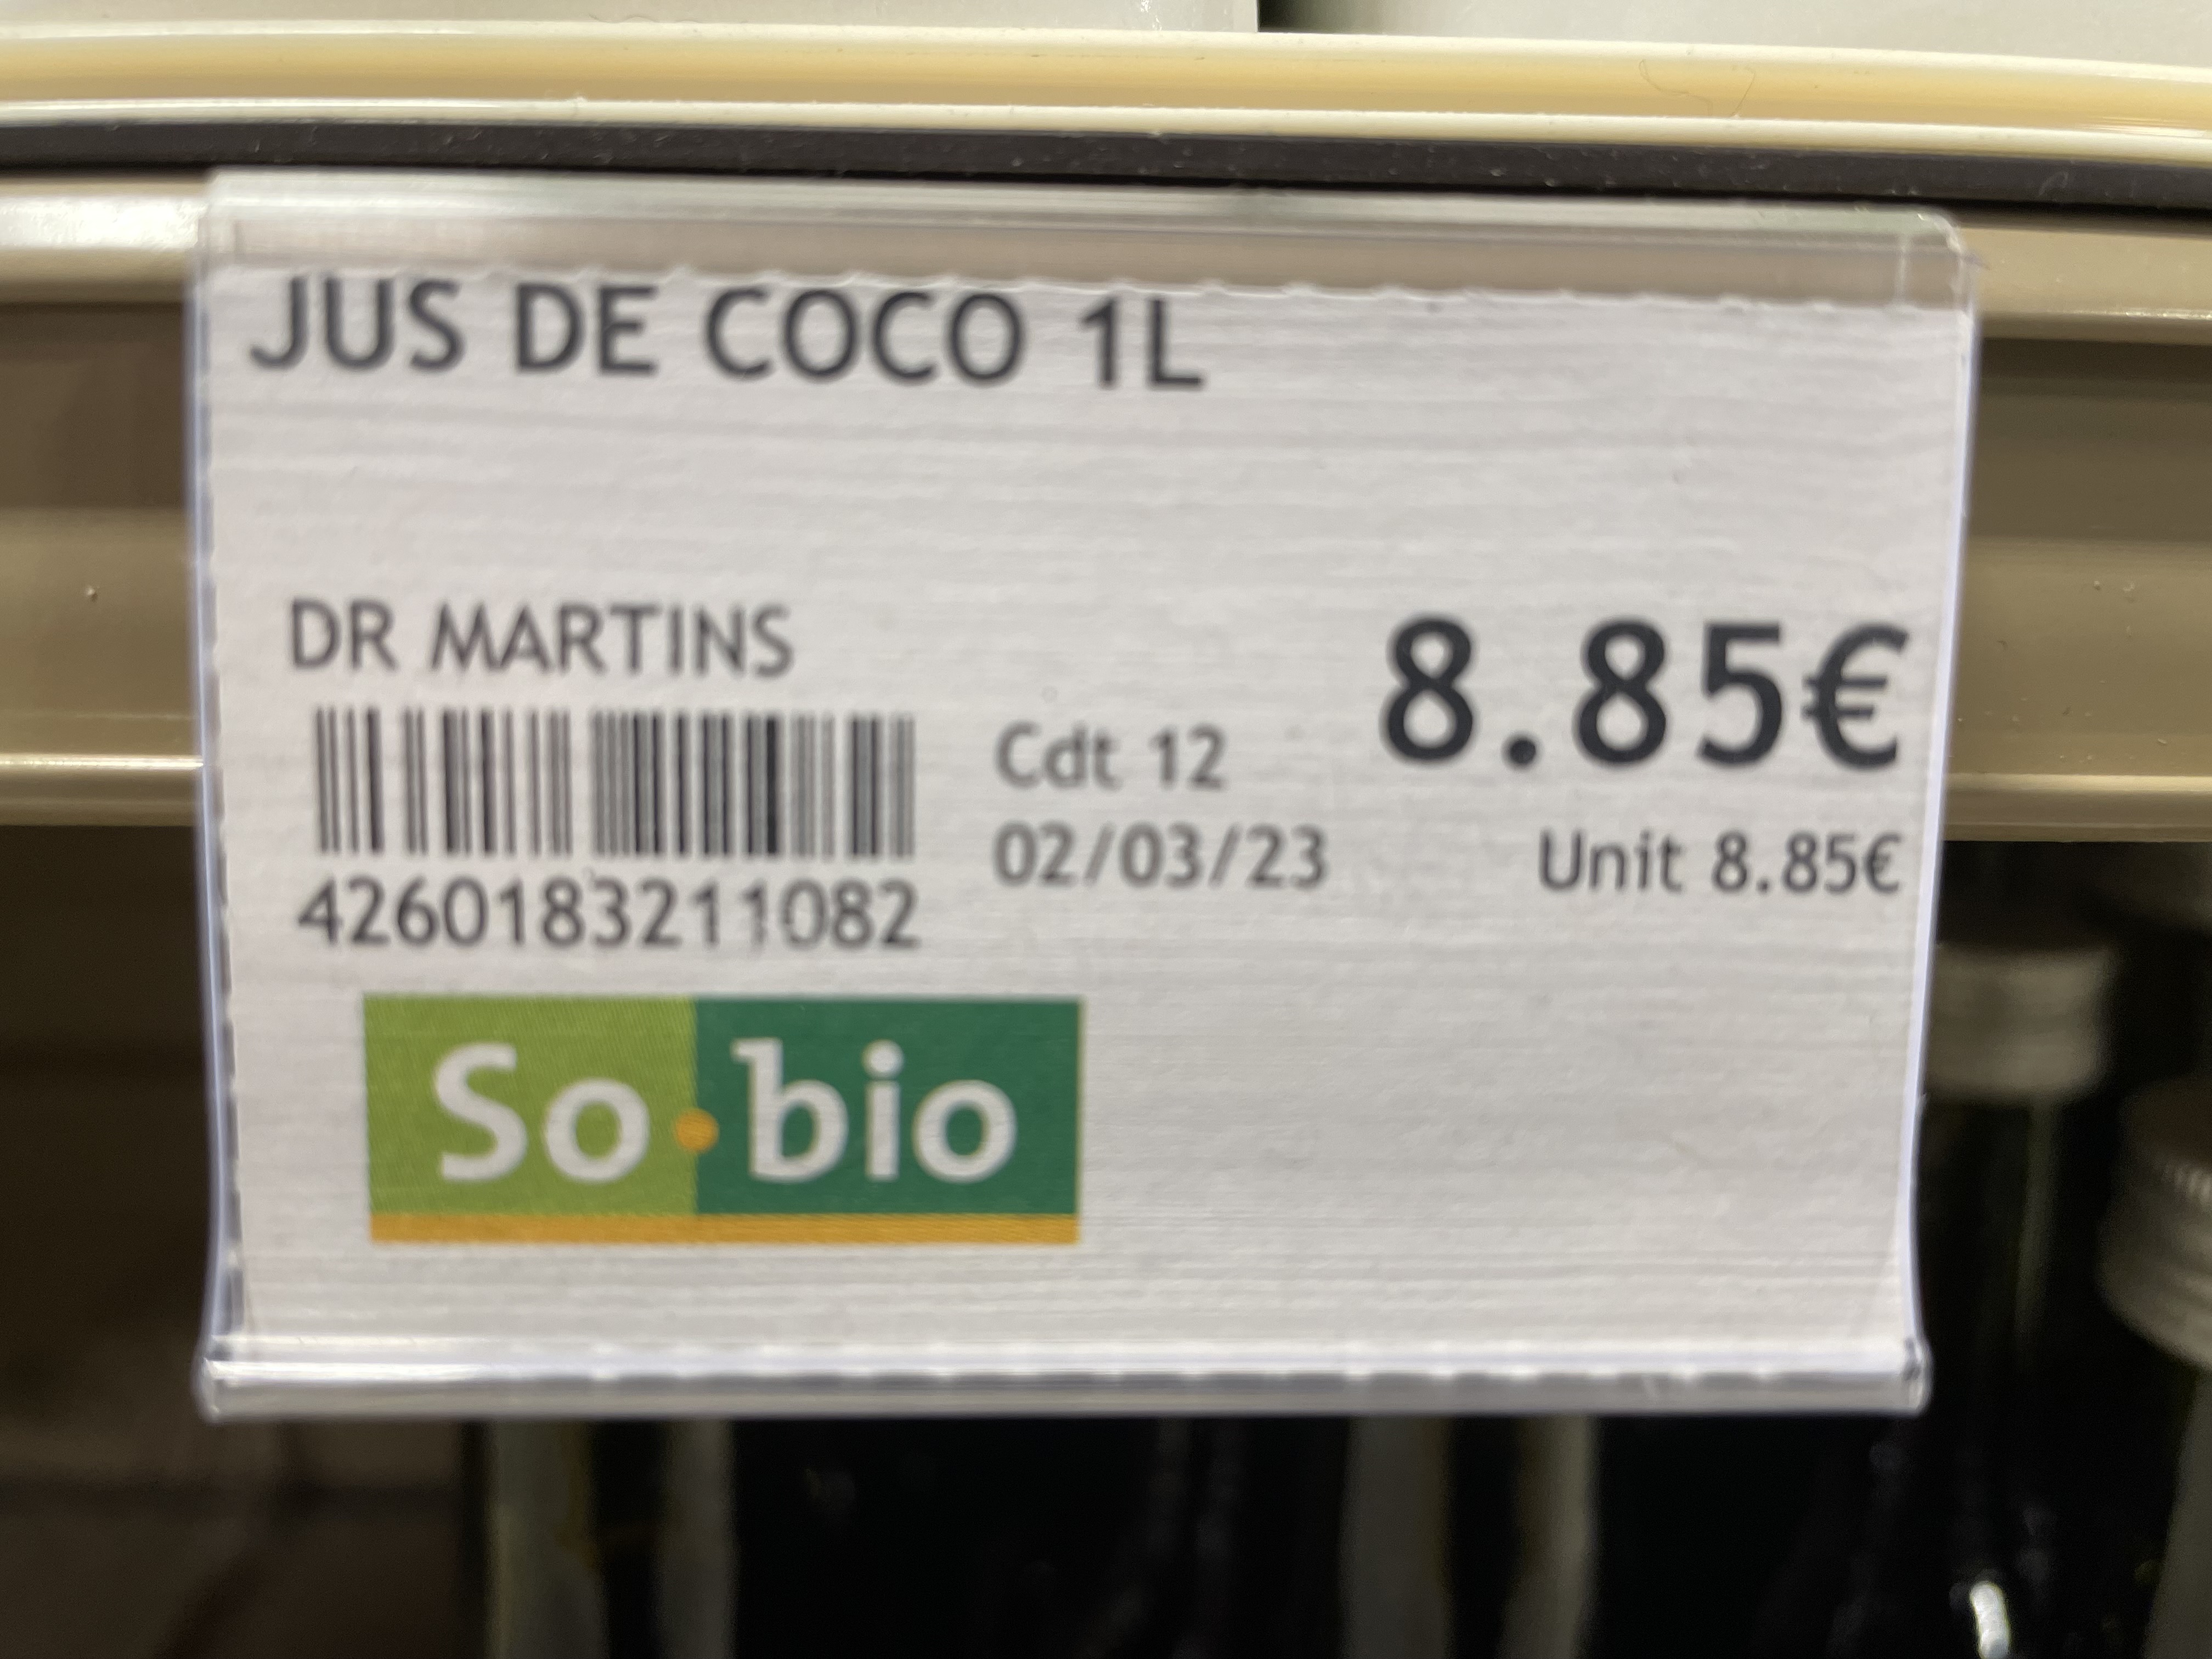 JUS DE COCO 1L
DR MARTINS
8.85€
Cdt 12
02/03/23
Unit 8.85€
4260183211082
So.bio